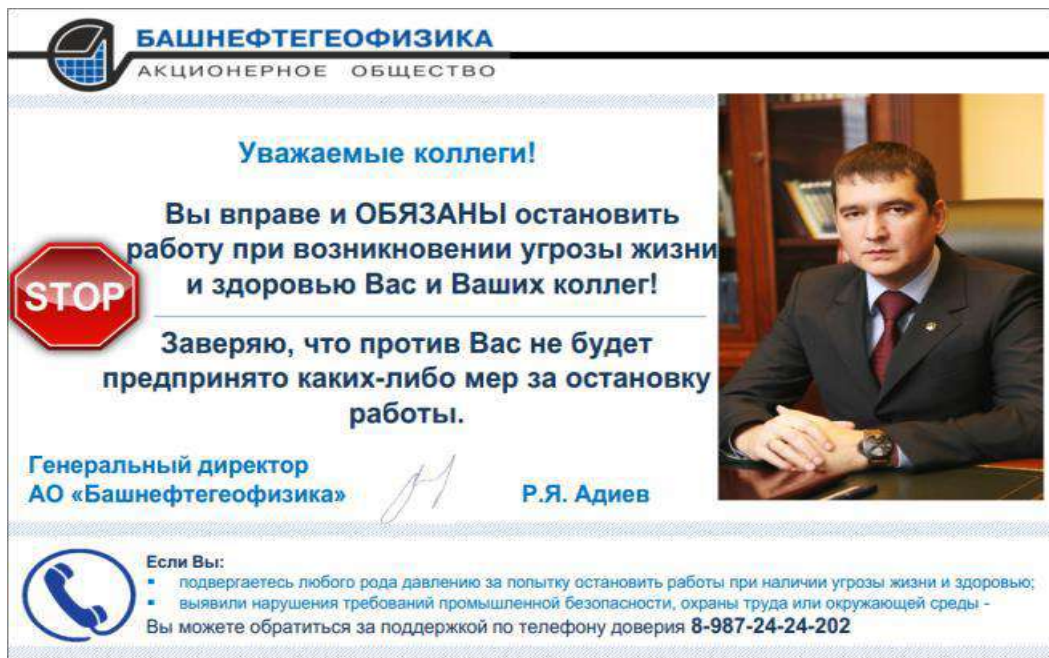 БАШНЕФТЕГЕОФИЗИКА
АКЦИОНЕРНОЕ ОБЩЕСТВО
Уважаемые коллеги!
Вы вправе и ОБЯЗАНЫ остановить
работу при возникновении угрозы жизни
и здоровью Вас и Ваших коллег!
STOP
Заверяю, что против Вас не будет
предпринято каких-либо мер за остановку
работы.
Генеральный директор
АО «Башнефтегеофизика» Р.Я. Адиев
Если Вы:
▪ подвергаетесь любого рода давлению за попытку остановить работы при наличии угрозы жизни и здоровью;
▪ выявили нарушения требований промышленной безопасности, охраны труда или окружающей среды -
Вы можете обратиться за поддержкой по телефону доверия 8-987-24-24-202